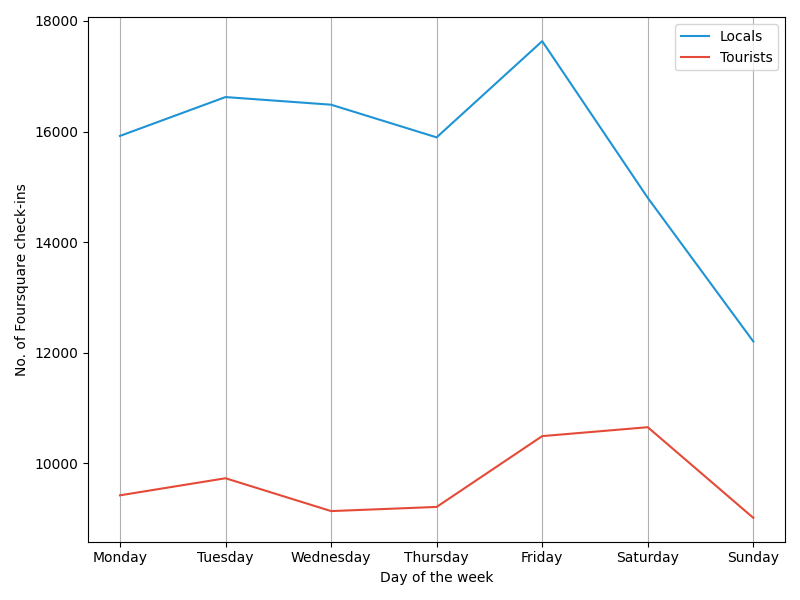 18000
16000
14000
12000
10000
No. of Foursquare check-ins
Locals
Tourists
Monday Tuesday Wednesday Thursday Friday Saturday Sunday
Day of the week